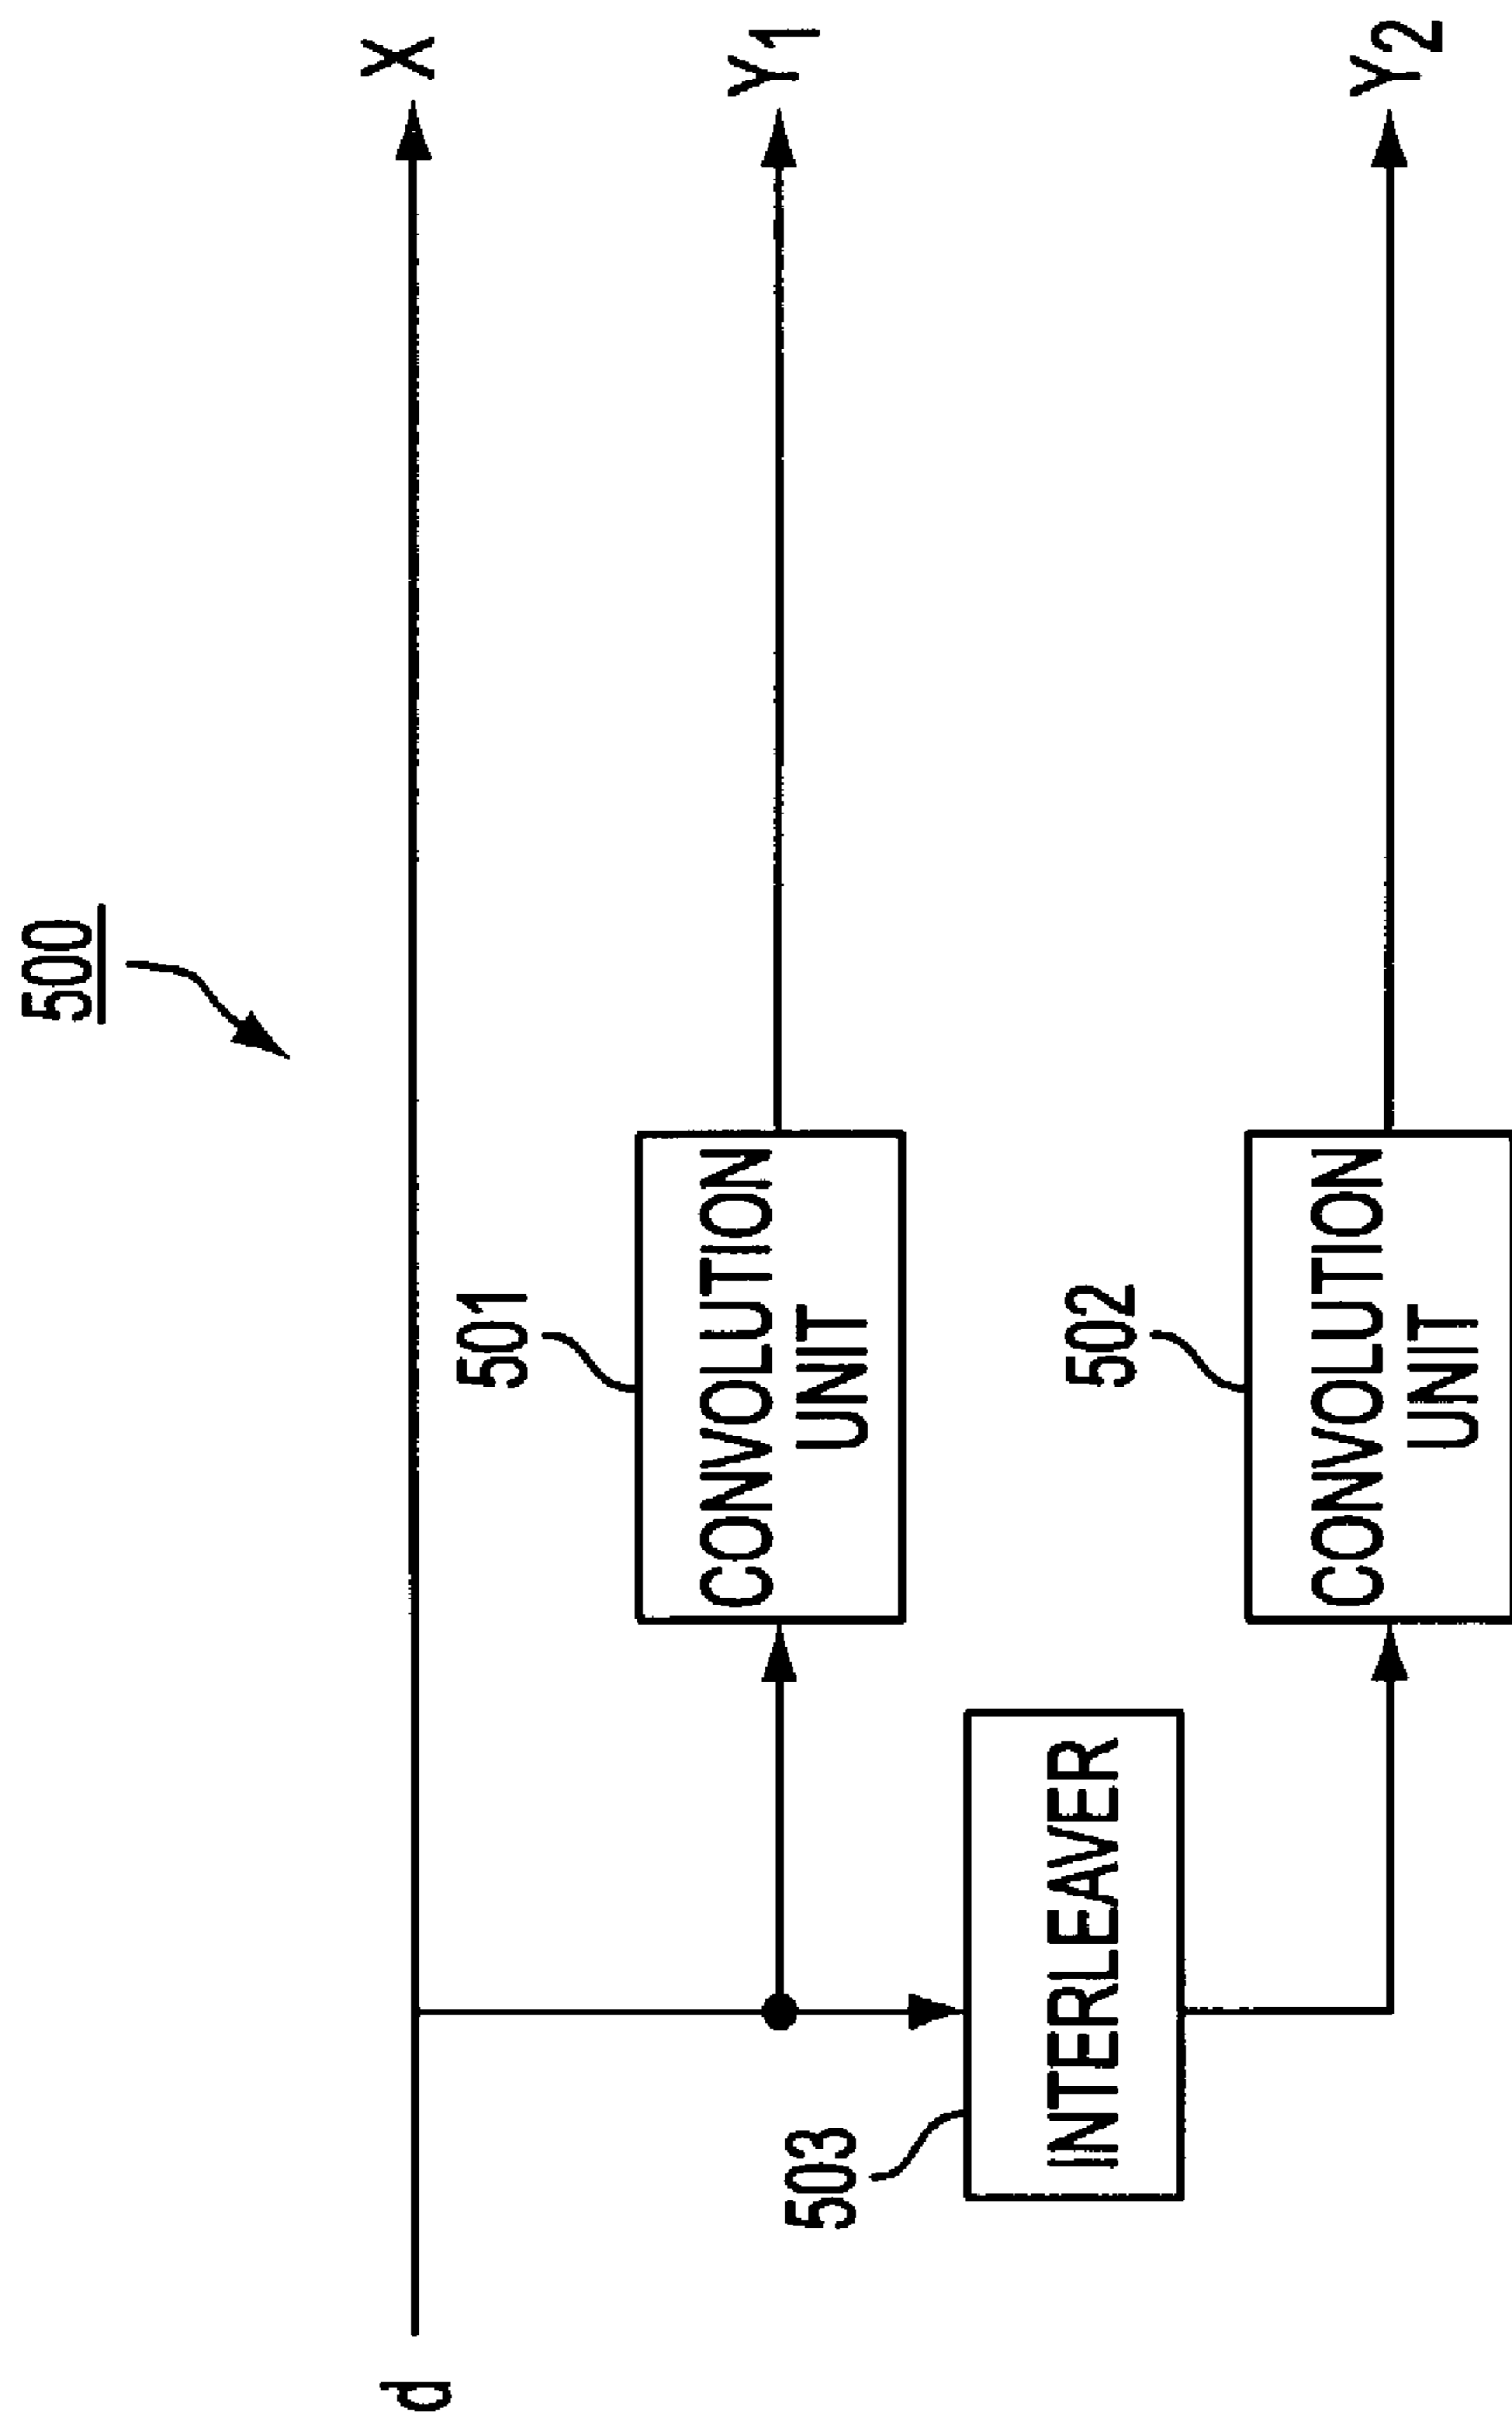 500
X
501
CONVOLUTION
UNIT
Y1
d
503
INTERLEAVER
502
CONVOLUTION
UNIT
Y2